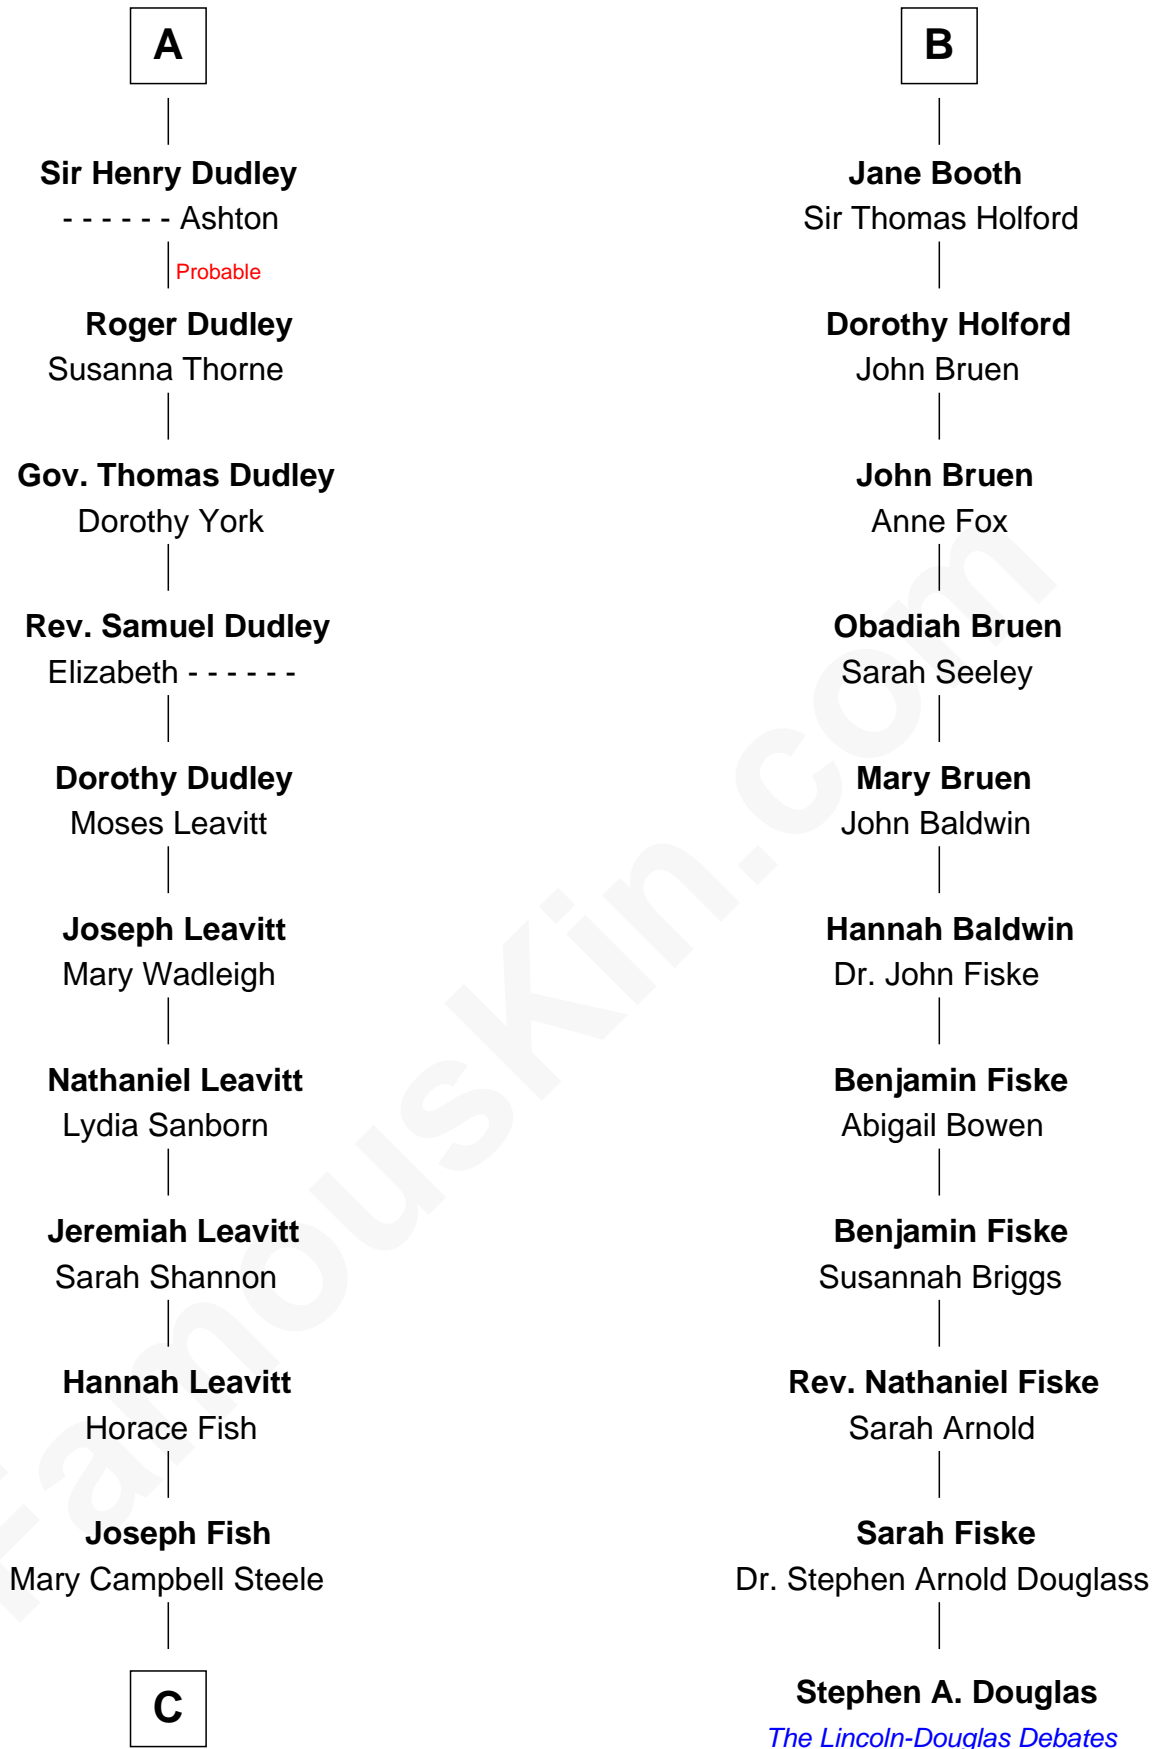 A
Sir Henry Dudley
- - - - - - Ashton
Probable
Roger Dudley
Susanna Thorne
Gov. Thomas Dudley
Dorothy York
Rev. Samuel Dudley
Elizabeth - - - - - -
Dorothy Dudley
Moses Leavitt
Joseph Leavitt
Mary Wadleigh
Nathaniel Leavitt
Lydia Sanborn
Jeremiah Leavitt
Sarah Shannon
Hannah Leavitt
Horace Fish
Joseph Fish
Mary Campbell Steele
C
B
Jane Booth
Sir Thomas Holford
Dorothy Holford
John Bruen
John Bruen
Anne Fox
Obadiah Bruen
Sarah Seeley
Mary Bruen
John Baldwin
Hannah Baldwin
Dr. John Fiske
Benjamin Fiske
Abigail Bowen
Benjamin Fiske
Susannah Briggs
Rev. Nathaniel Fiske
Sarah Arnold
Sarah Fiske
Dr. Stephen Arnold Douglass
Stephen A. Douglas
The Lincoln-Douglas Debates
FamousKin.com